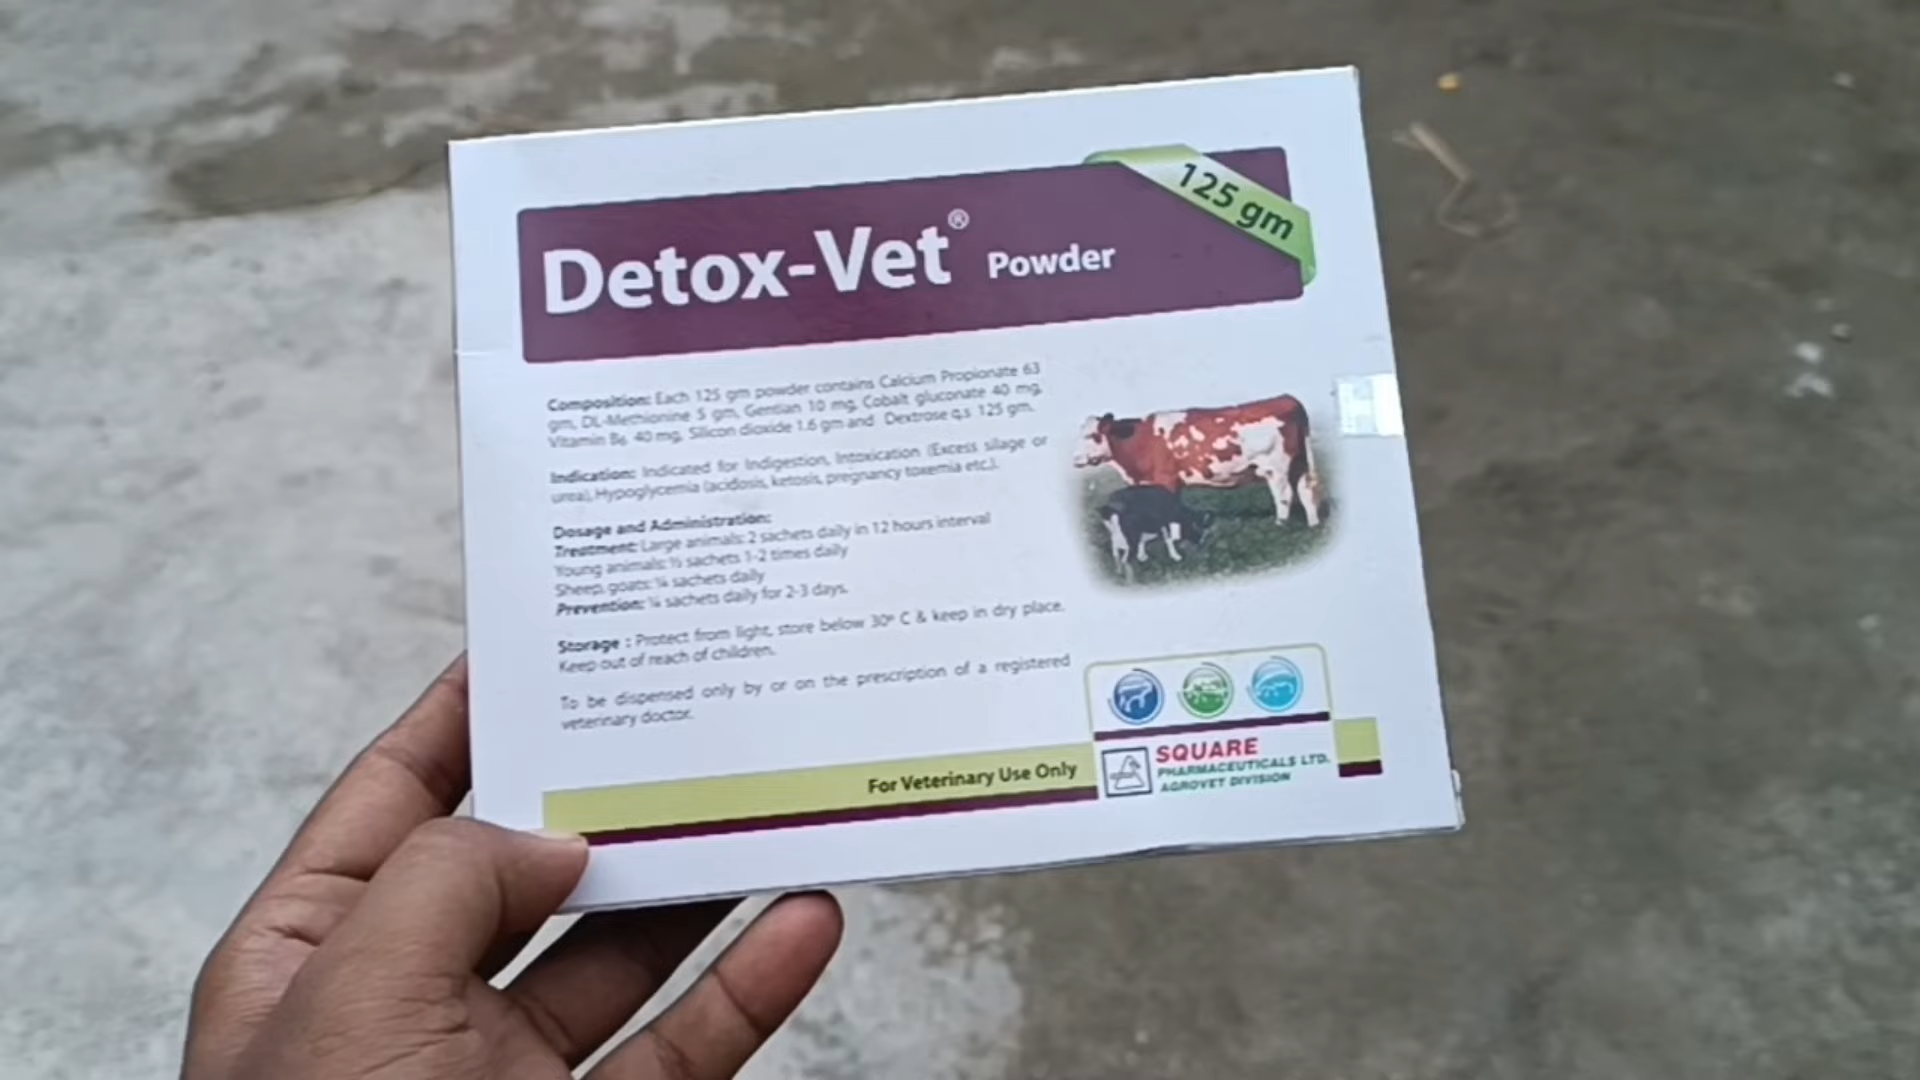 Detox-Vet® Powder
125 gm
Composition: Each 125 gm powder contains Calcium Propionate 63
gm, DL-Methionine 5 gm, Gentian 10 mg, Cobalt gluconate 40 mg,
Vitamin B₆ 40 mg, Silicon dioxide 1.6 gm and Dextrose q.s 125 gm.
Indication: Indicated for Indigestion, Intoxication (Excess silage or
urea), Hypoglycemia (acidosis, ketosis, pregnancy toxemia etc.).
Dosage and Administration:
Treatment: Large animals: 2 sachets daily in 12 hours interval
Young animals: ½ sachets 1-2 times daily
Sheep, goats: ¼ sachets daily
Prevention: ¼ sachets daily for 2-3 days.
Storage : Protect from light, store below 30º C & keep in dry place.
Keep out of reach of children.
To be dispensed only by or on the prescription of a registered
veterinary doctor.
For Veterinary Use Only
SQUARE
PHARMACEUTICALS LTD.
AGROVET DIVISION